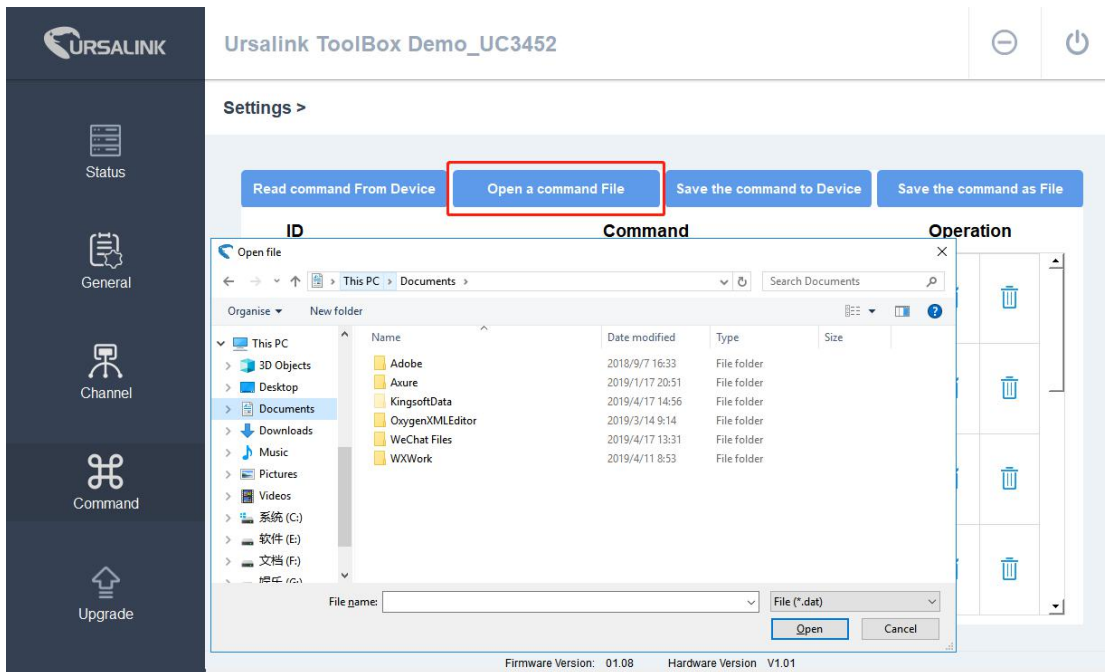 URSALINK
Ursalink ToolBox Demo_UC3452
Settings >
Status
General
Channel
Command
Upgrade
Read command From Device
Open a command File
Save the command to Device
Save the command as File
ID Command Operation
Open file
This PC > Documents >
Search Documents
Organise New folder
Name Date modified Type Size
This PC
3D Objects
Desktop
Documents
Downloads
Music
Pictures
Videos
系统 (C:)
软件 (E:)
文档 (F:)
娱乐 (G:)
Adobe 2018/9/7 16:33 File folder
Axure 2019/1/17 20:51 File folder
KingsoftData 2019/4/17 14:56 File folder
OxygenXMLEditor 2019/3/14 9:14 File folder
WeChat Files 2019/4/17 13:31 File folder
WXWork 2019/4/11 8:53 File folder
File name:
File (*.dat)
Open Cancel
Firmware Version: 01.08 Hardware Version V1.01